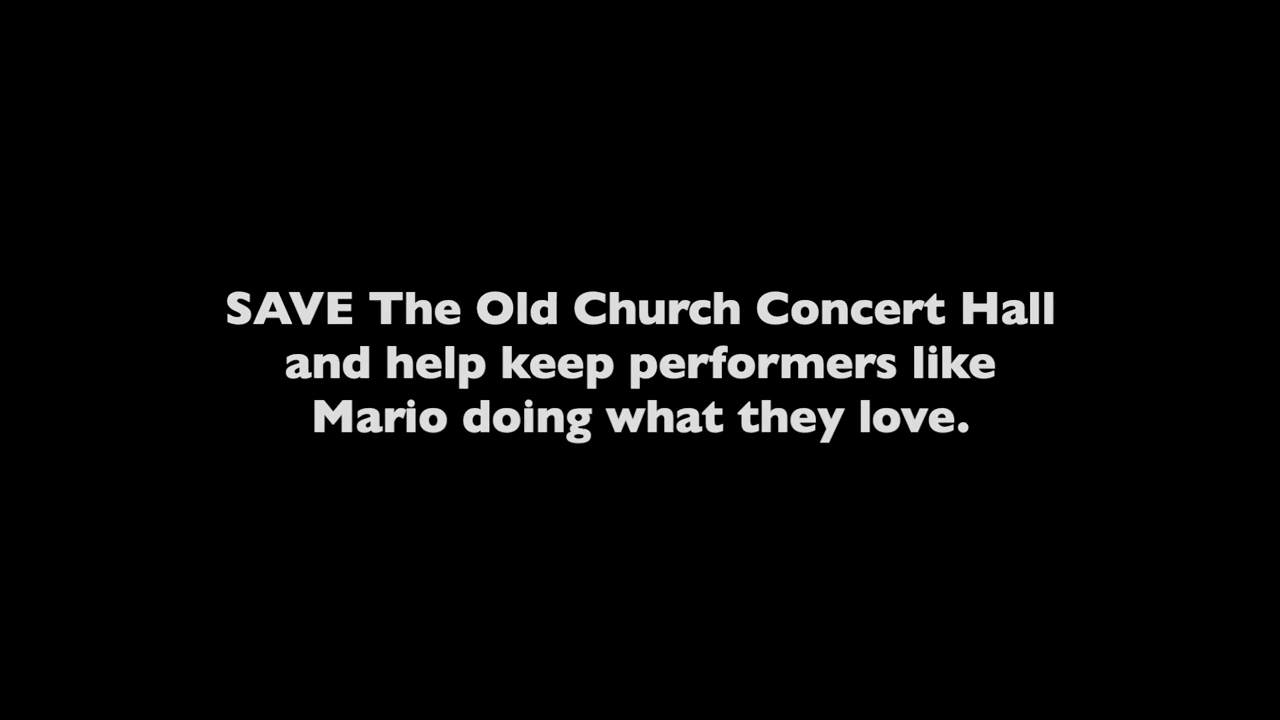 SAVE The Old Church Concert Hall
and help keep performers like
Mario doing what they love.